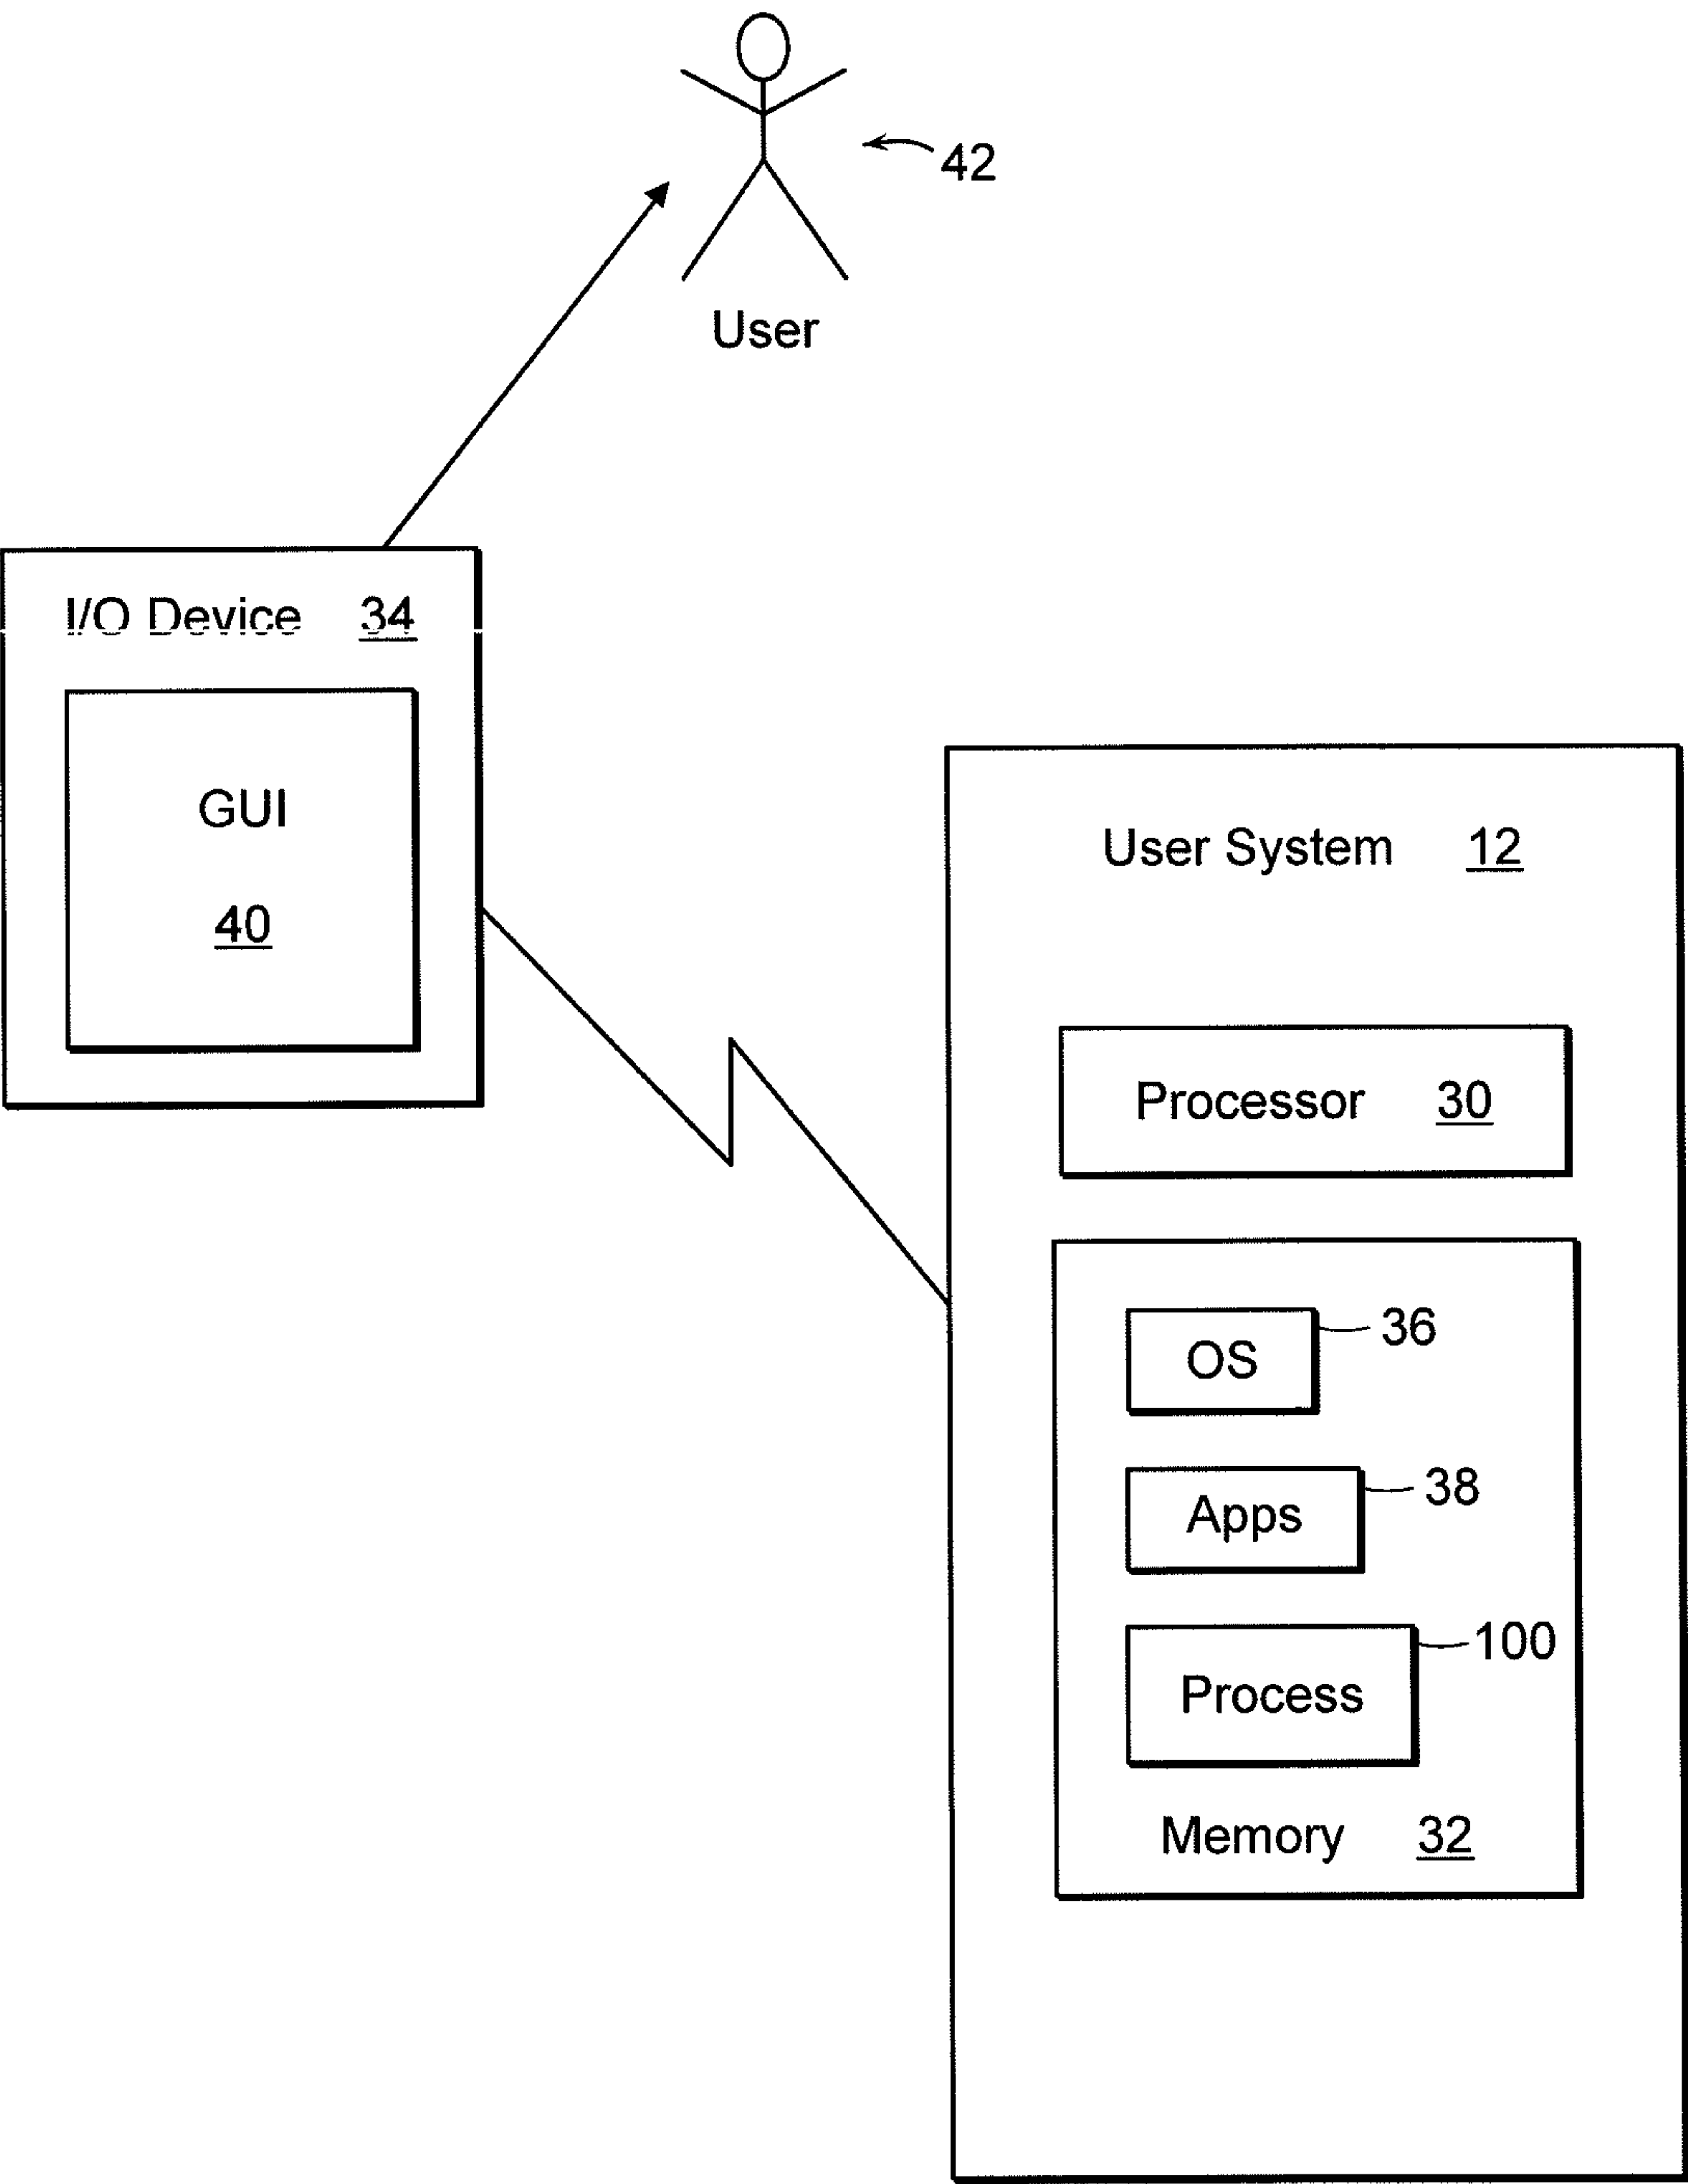 42
User
I/O Device 34
GUI
40
User System 12
Processor 30
OS
36
Apps
38
Process
100
Memory 32